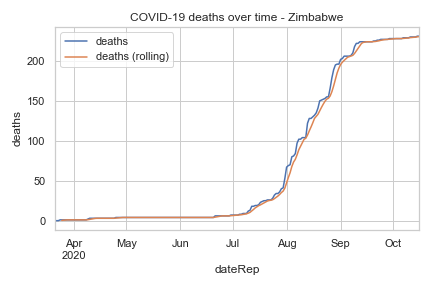 COVID-19 deaths over time - Zimbabwe
deaths
deaths (rolling)
200
150
100
50
0
deaths
Apr May Jun Jul Aug Sep Oct
2020
dateRep